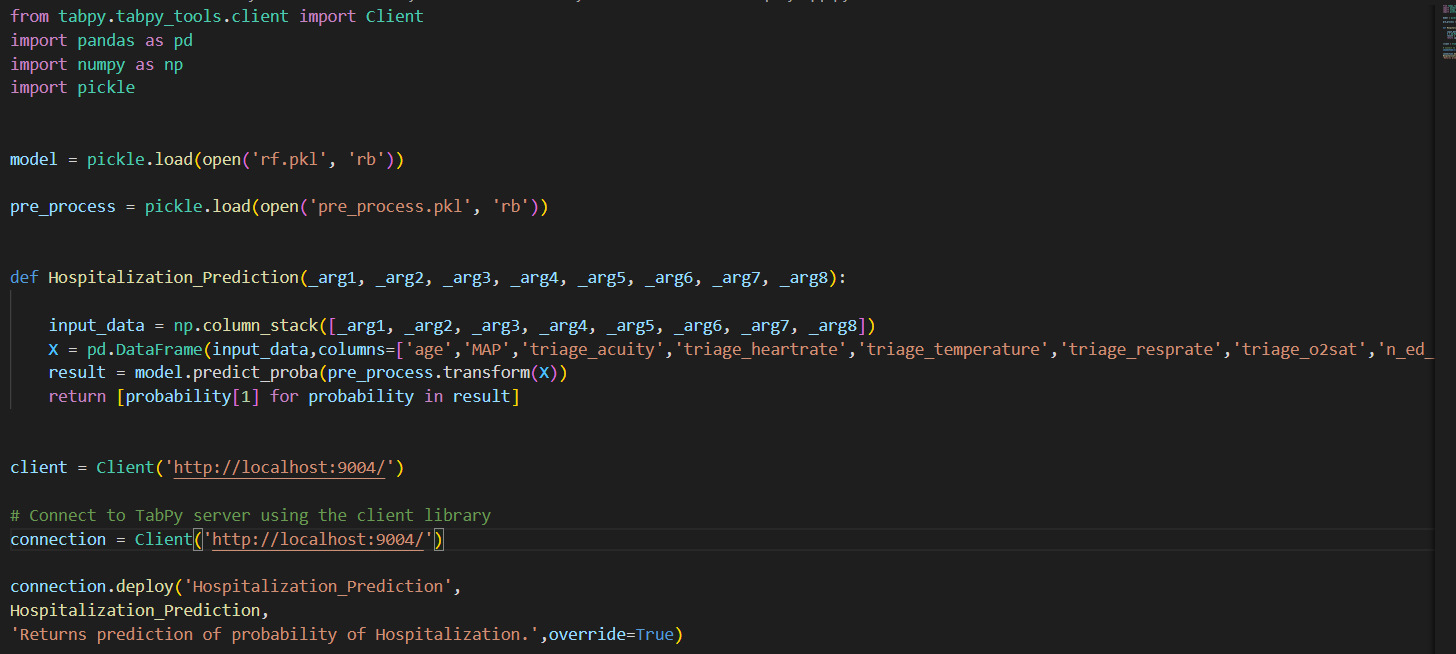 from tabpy.tabpy_tools.client import Client
import pandas as pd
import numpy as np
import pickle
model = pickle.load(open('rf.pkl', 'rb'))
pre_process = pickle.load(open('pre_process.pkl', 'rb'))
def Hospitalization_Prediction(_arg1, _arg2, _arg3, _arg4, _arg5, _arg6, _arg7, _arg8):
    input_data = np.column_stack([_arg1, _arg2, _arg3, _arg4, _arg5, _arg6, _arg7, _arg8])
    X = pd.DataFrame(input_data,columns=['age','MAP','triage_acuity','triage_heartrate','triage_temperature','triage_resprate','triage_o2sat','n_ed_
    result = model.predict_proba(pre_process.transform(X))
    return [probability[1] for probability in result]
client = Client('http://localhost:9004/')
# Connect to TabPy server using the client library
connection = Client('http://localhost:9004/')
connection.deploy('Hospitalization_Prediction',
Hospitalization_Prediction,
'Returns prediction of probability of Hospitalization.',override=True)